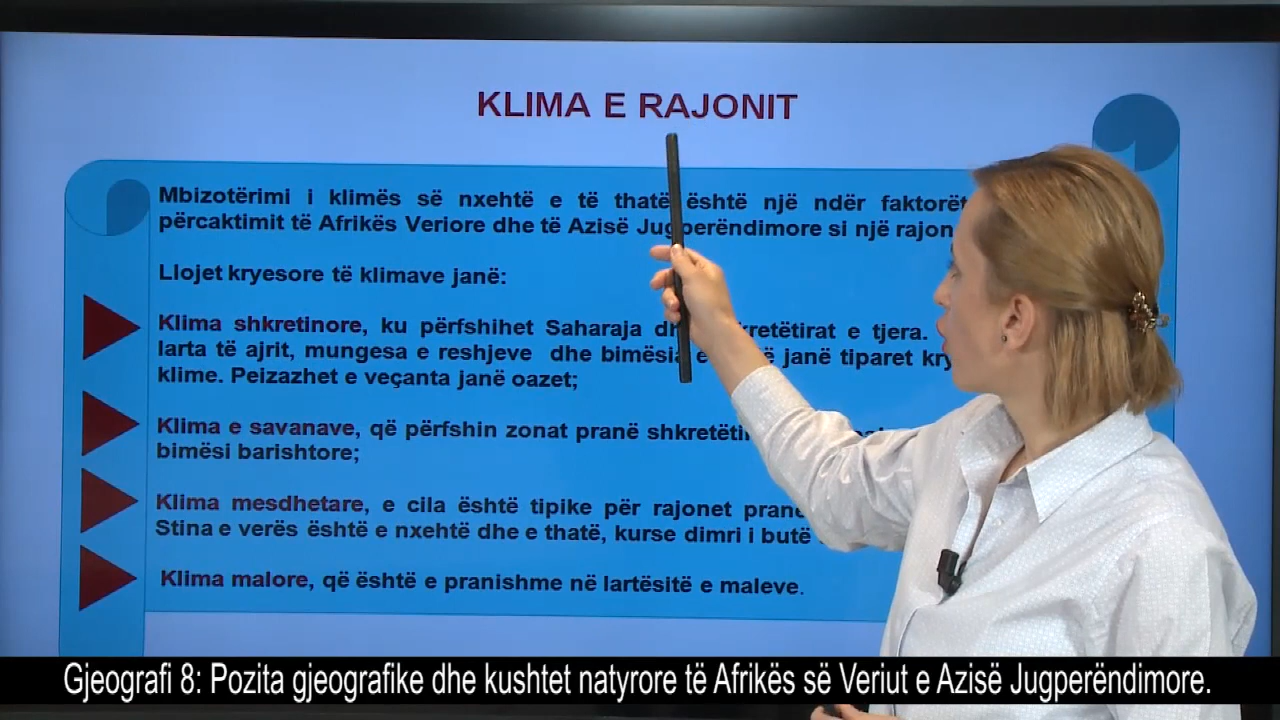 KLIMA E RAJONIT
Mbizotërimi i klimës së nxehtë e të thatë është një ndër faktorët
përcaktimit të Afrikës Veriore dhe të Azisë Jugperëndimore si një rajon
Llojet kryesore të klimave janë:
Klima shkretinore, ku përfshihet Saharaja e tjera.
larta të ajrit, mungesa e reshjeve dhe bimësia e janë tiparet
klime. Peizazhet e veçanta janë oazet;
Klima e savanave, që përfshin zonat pranë
bimësi barishtore;
Klima mesdhetare, e cila është tipike për rajonet pranë
Stina e verës është e nxehtë dhe e thatë, kurse dimri i butë
Klima malore, që është e pranishme në lartësitë e maleve.
Gjeografi 8: Pozita gjeografike dhe kushtet natyrore të Afrikës së Veriut e Azisë Jugperëndimore.